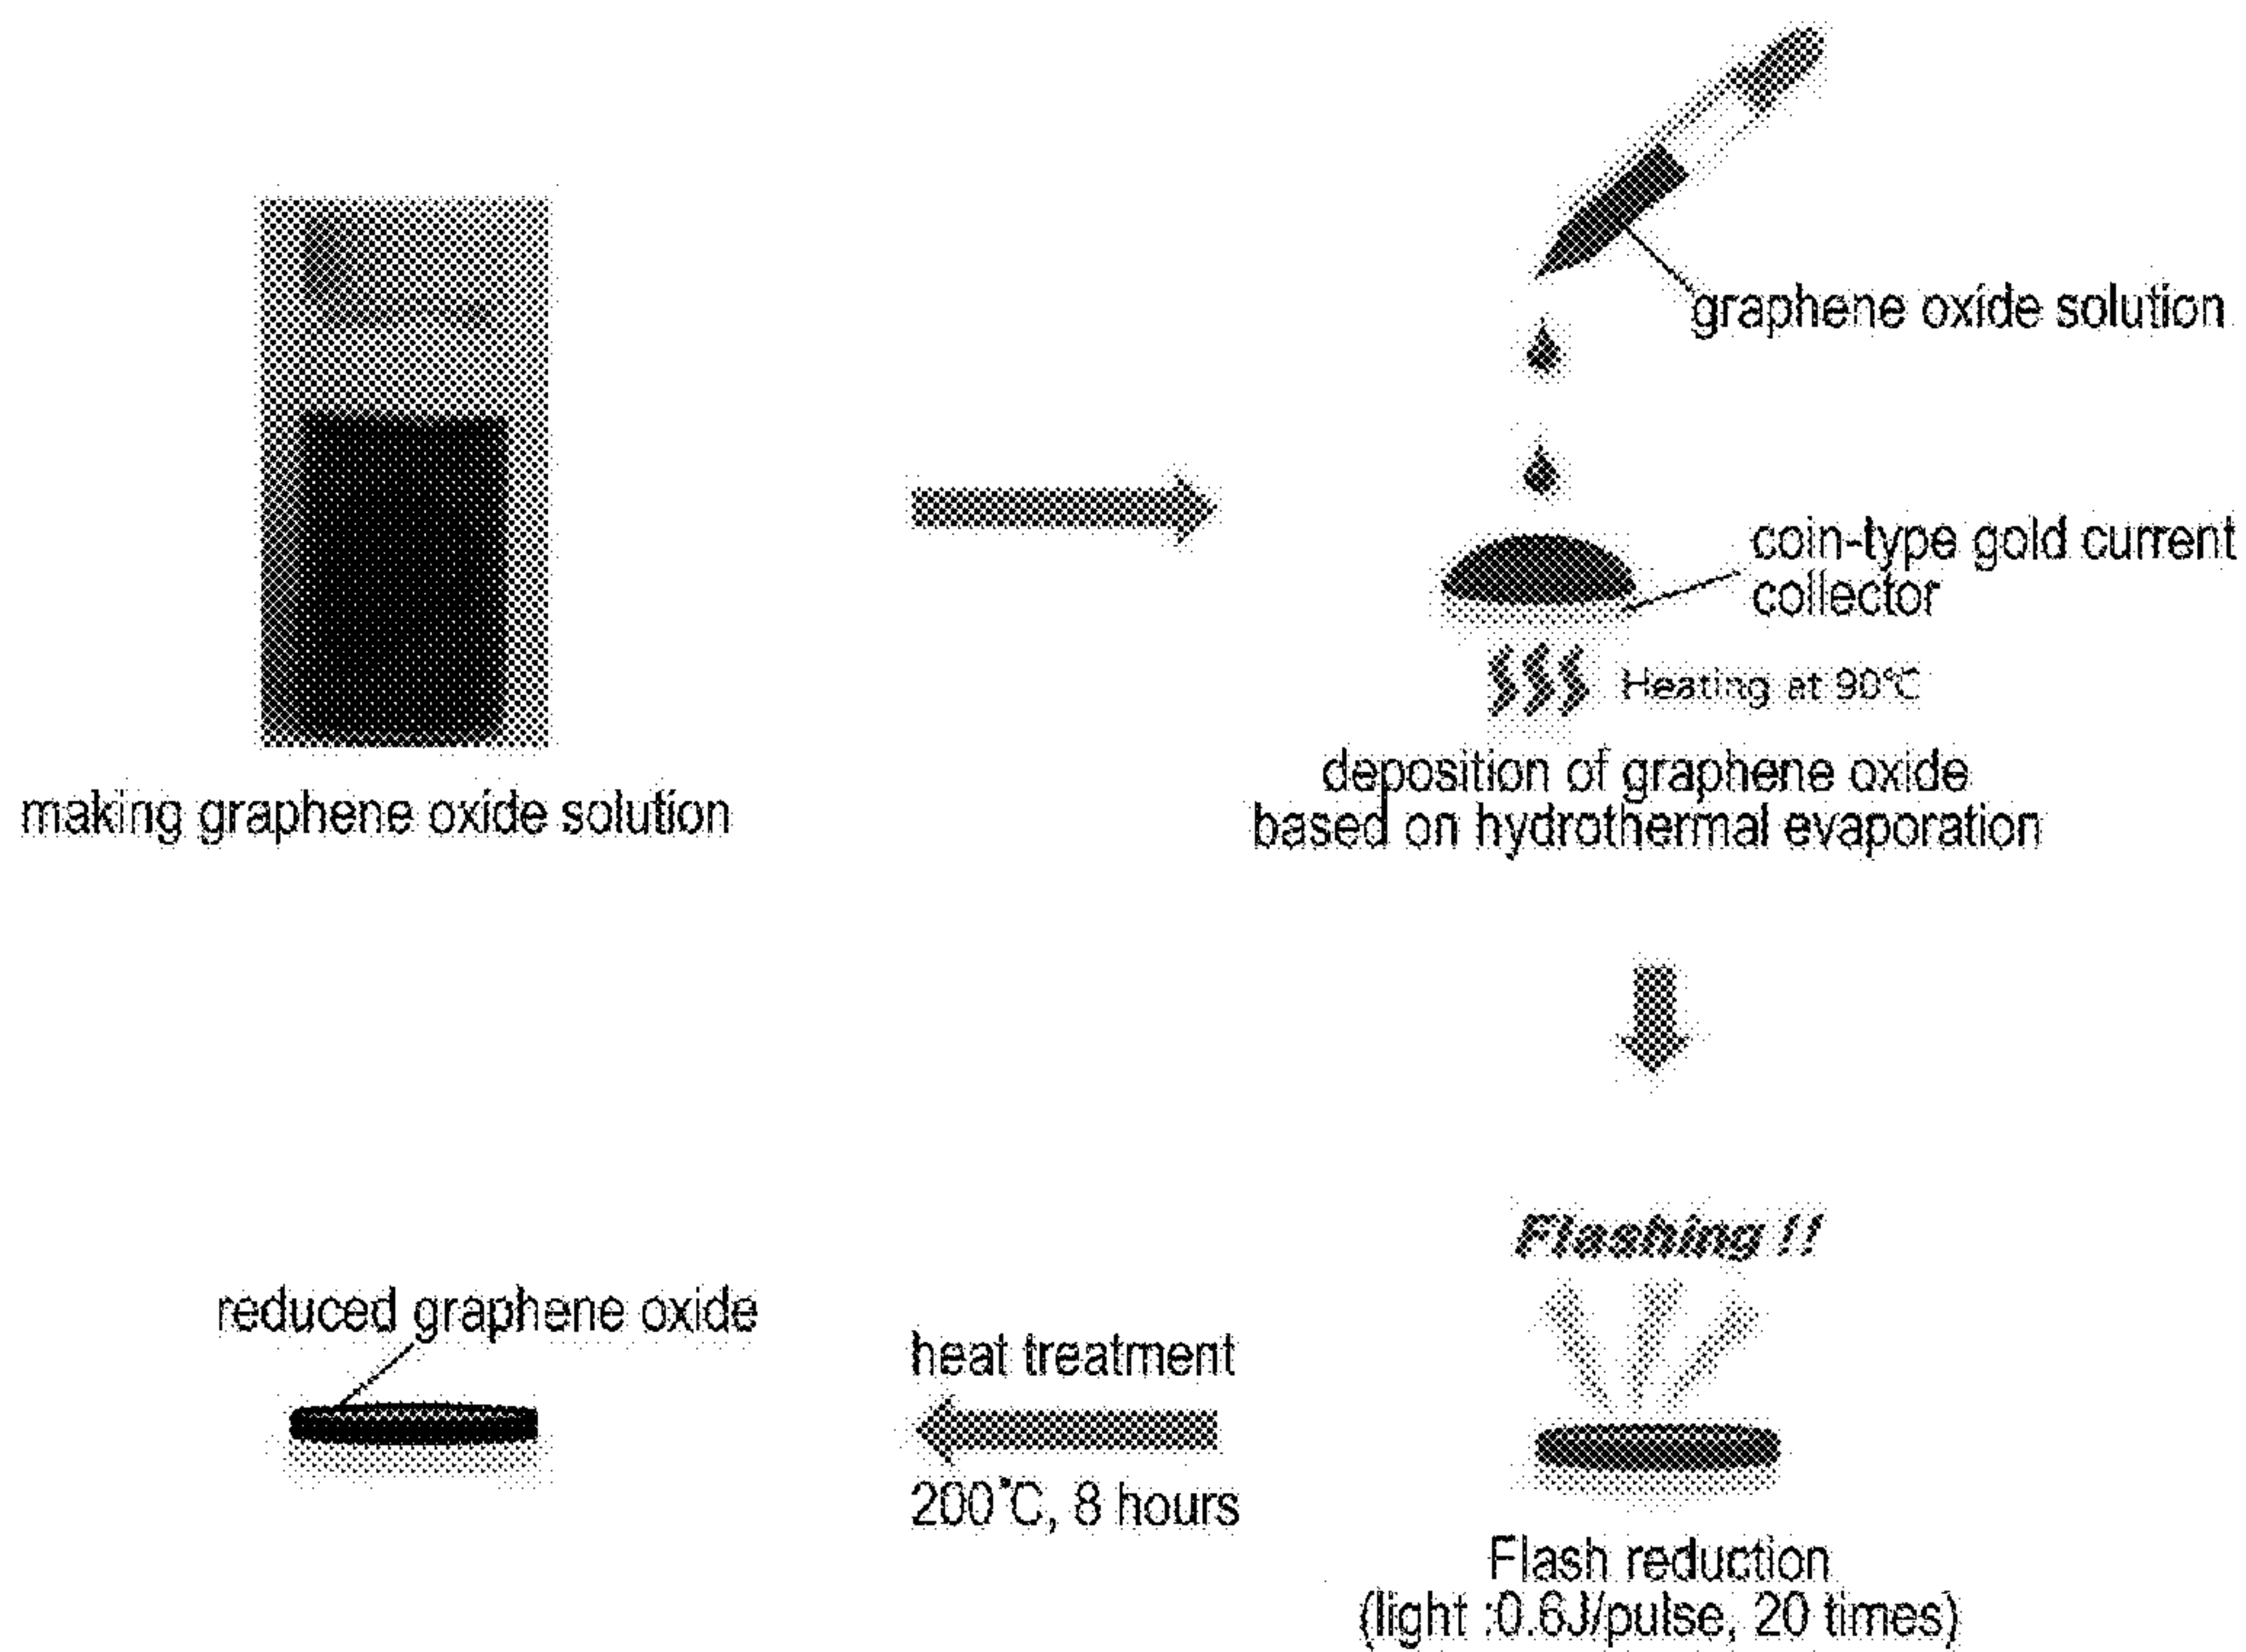 graphene oxide solution
coin-type gold current
collector
Heating at 90°C
making graphene oxide solution
deposition of graphene oxide
based on hydrothermal evaporation
Flashing !!
reduced graphene oxide
heat treatment
200°C, 8 hours
Flash reduction
(light :0.6J/pulse, 20 times)